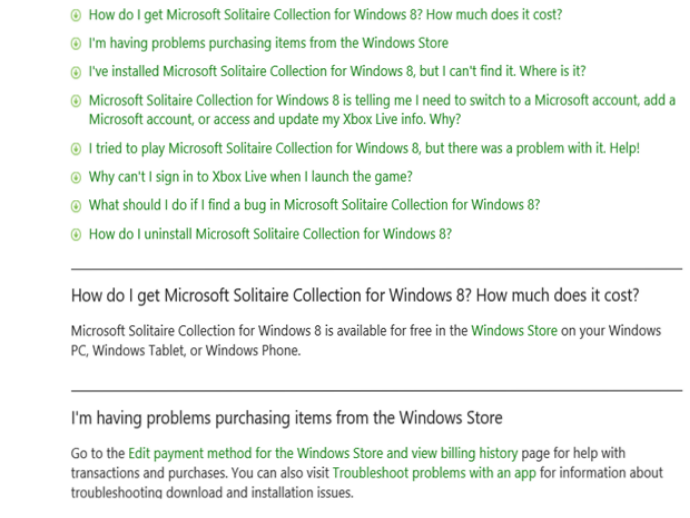 How do I get Microsoft Solitaire Collection for Windows 8? How much does it cost?
I'm having problems purchasing items from the Windows Store
I've installed Microsoft Solitaire Collection for Windows 8, but I can't find it. Where is it?
Microsoft Solitaire Collection for Windows 8 is telling me I need to switch to a Microsoft account, add a
Microsoft account, or access and update my Xbox Live info. Why?
I tried to play Microsoft Solitaire Collection for Windows 8, but there was a problem with it. Help!
Why can't I sign in to Xbox Live when I launch the game?
What should I do if I find a bug in Microsoft Solitaire Collection for Windows 8?
How do I uninstall Microsoft Solitaire Collection for Windows 8?
How do I get Microsoft Solitaire Collection for Windows 8? How much does it cost?
Microsoft Solitaire Collection for Windows 8 is available for free in the Windows Store on your Windows
PC, Windows Tablet, or Windows Phone.
I'm having problems purchasing items from the Windows Store
Go to the Edit payment method for the Windows Store and view billing history page for help with
transactions and purchases. You can also visit Troubleshoot problems with an app for information about
troubleshooting download and installation issues.